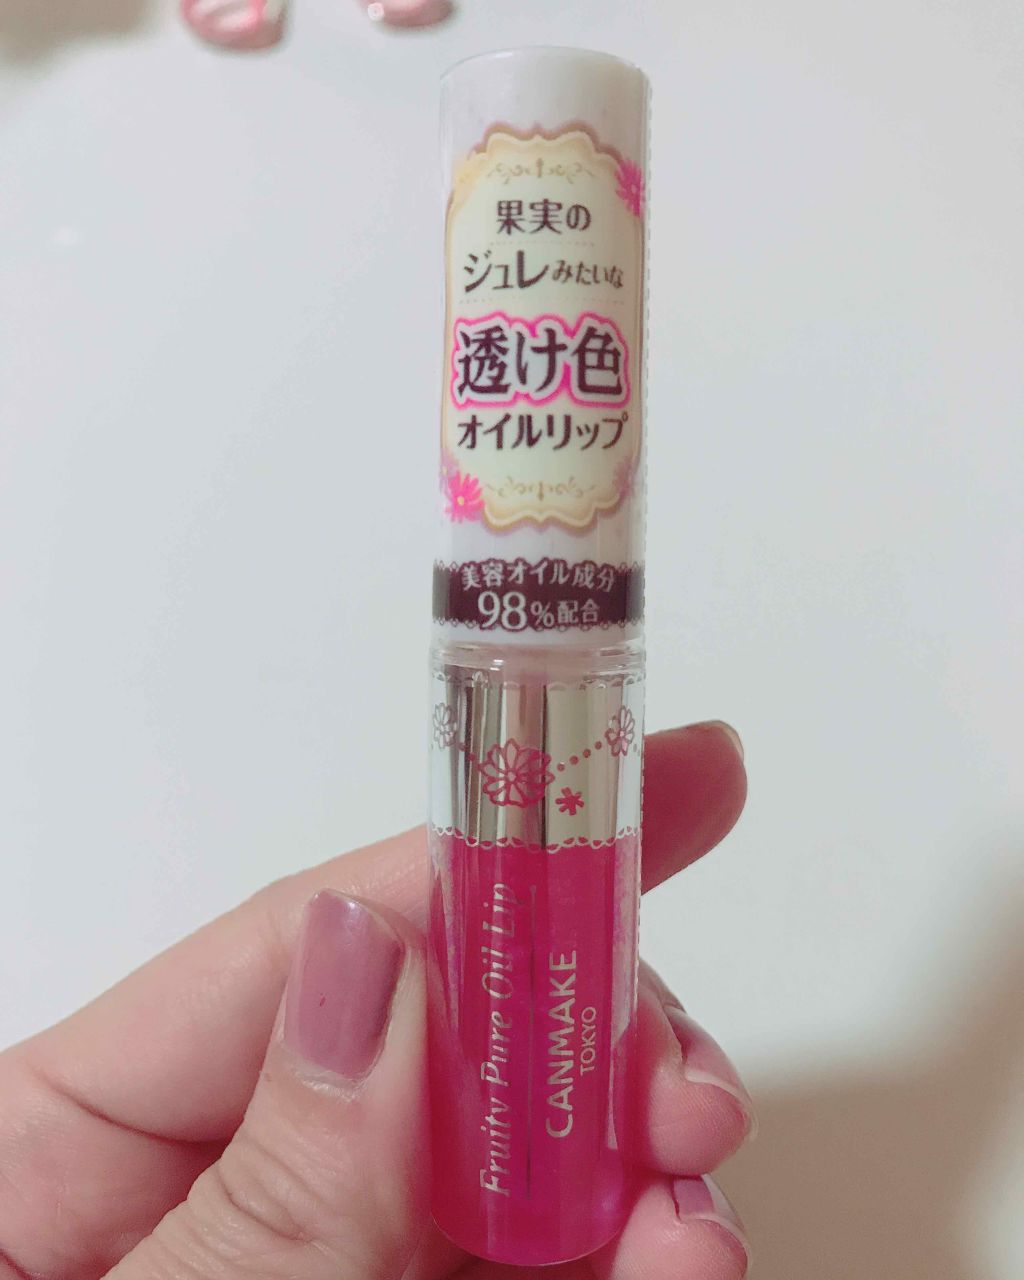 果実の
ジュレみたいな
透け色
オイルリップ
美容オイル成分
98%配合
Fruity Pure Oil Lip
CANMAKE
TOKYO